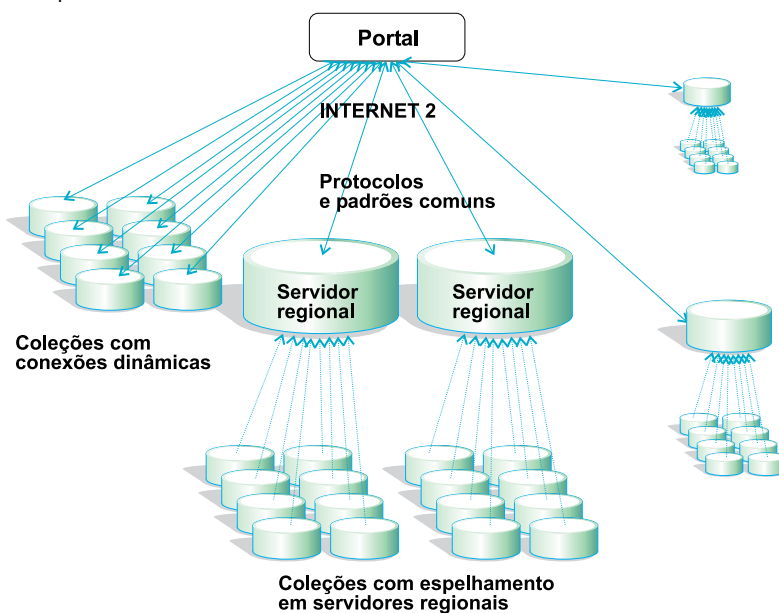 Portal
INTERNET 2
Protocolos
e padrões comuns
Servidor
regional
Servidor
regional
Coleções com
conexões dinâmicas
Coleções com espelhamento
em servidores regionais